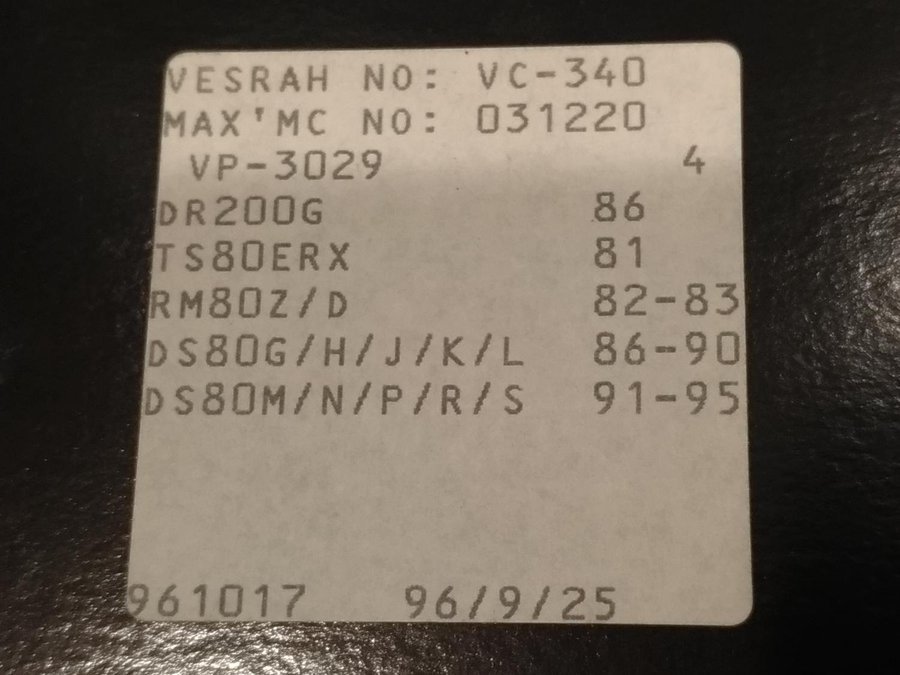 VESRAH NO: VC-340
MAX'MC NO: 031220
VP-3029 4
DR200G 86
TS80ERX 81
RM80Z/D 82-83
DS80G/H/J/K/L 86-90
DS80M/N/P/R/S 91-95
961017 96/9/25